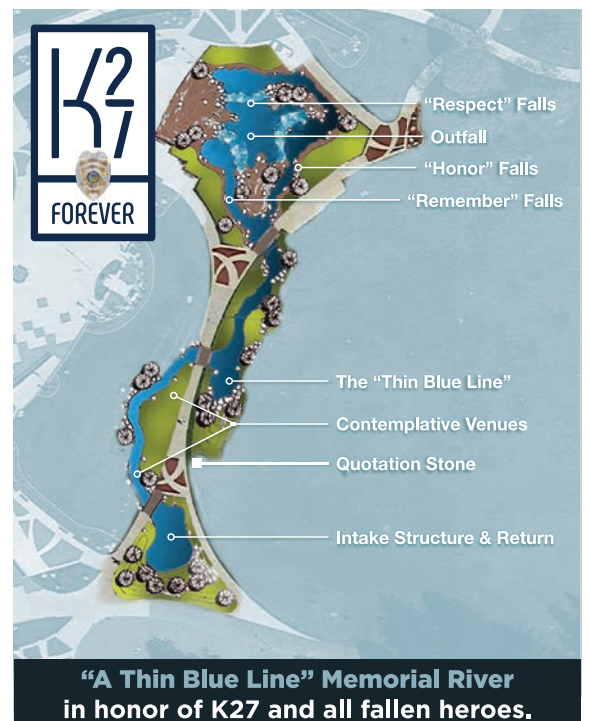 K27
FOREVER
“Respect” Falls
Outfall
“Honor” Falls
“Remember” Falls
The “Thin Blue Line”
Contemplative Venues
Quotation Stone
Intake Structure & Return
“A Thin Blue Line” Memorial River
in honor of K27 and all fallen heroes.